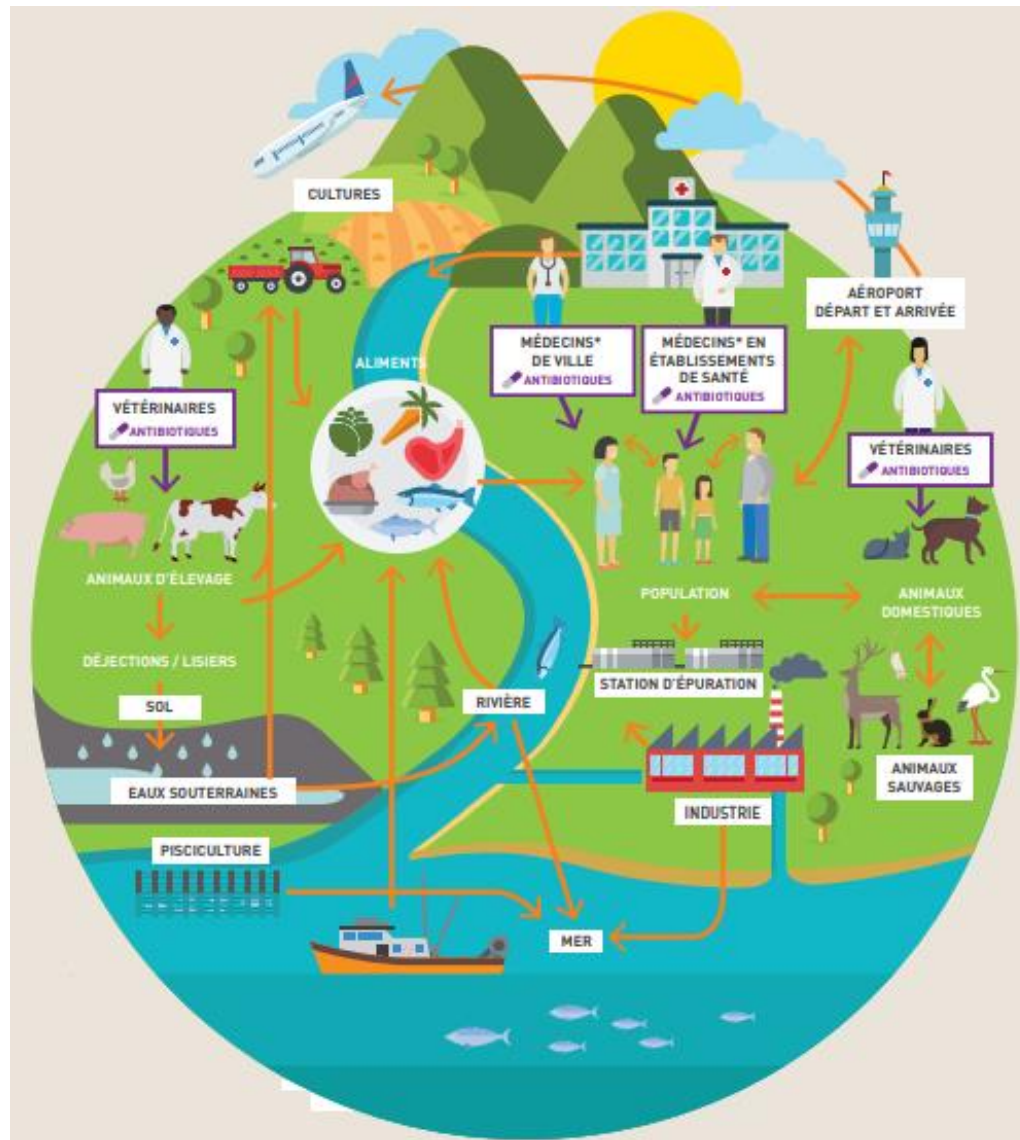 CULTURES
AÉROPORT
DÉPART ET ARRIVÉE
ALIMENTS
MÉDECINS*
DE VILLE
ANTIBIOTIQUES
MÉDECINS* EN
ÉTABLISSEMENTS
DE SANTÉ
ANTIBIOTIQUES
VÉTÉRINAIRES
ANTIBIOTIQUES
VÉTÉRINAIRES
ANTIBIOTIQUES
ANIMAUX D'ÉLEVAGE
POPULATION
ANIMAUX
DOMESTIQUES
DÉJECTIONS / LISIERS
STATION D'ÉPURATION
SOL
RIVIÈRE
EAUX SOUTERRAINES
ANIMAUX
SAUVAGES
INDUSTRIE
PISCICULTURE
MER